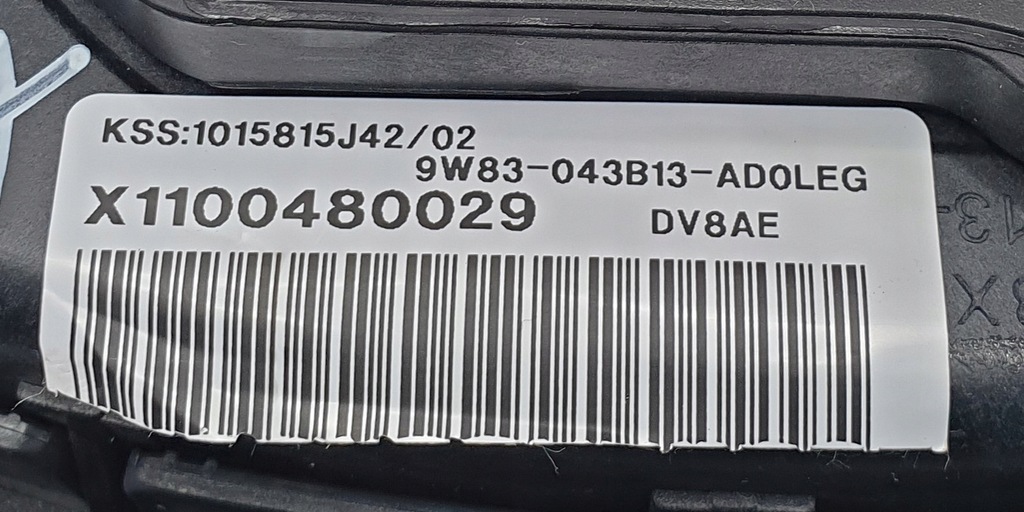 KSS:1015815J42/02
9W83-043B13-AD0LEG
X1100480029 DV8AE